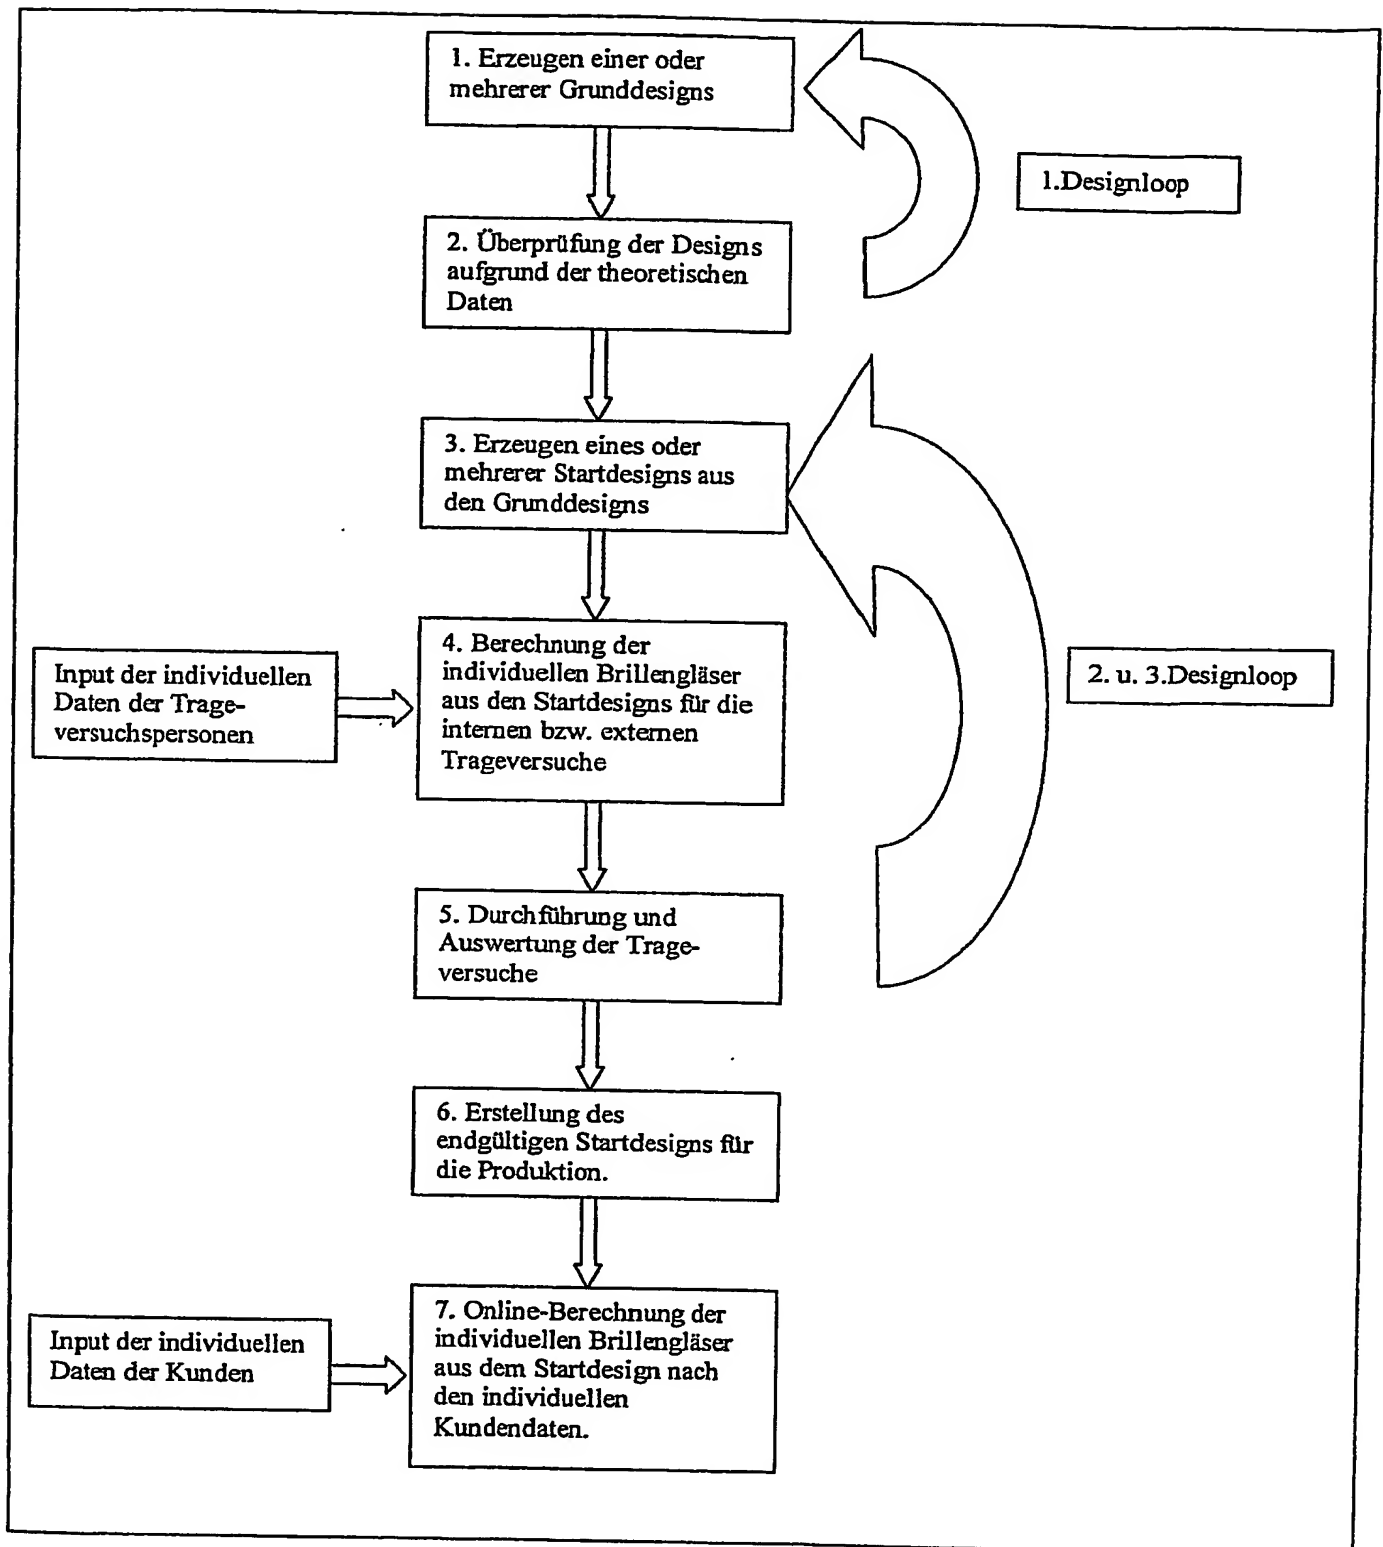 1. Erzeugen einer oder
mehrerer Grunddesigns
1.Designloop
2. Überprüfung der Designs
aufgrund der theoretischen
Daten
3. Erzeugen eines oder
mehrerer Startdesigns aus
den Grunddesigns
Input der individuellen
Daten der Trage-
versuchspersonen
4. Berechnung der
individuellen Brillengläser
aus den Startdesigns für die
internen bzw. externen
Trageversuche
2. u. 3.Designloop
5. Durchführung und
Auswertung der Trage-
versuche
6. Erstellung des
endgültigen Startdesigns für
die Produktion.
Input der individuellen
Daten der Kunden
7. Online-Berechnung der
individuellen Brillengläser
aus dem Startdesign nach
den individuellen
Kundendaten.